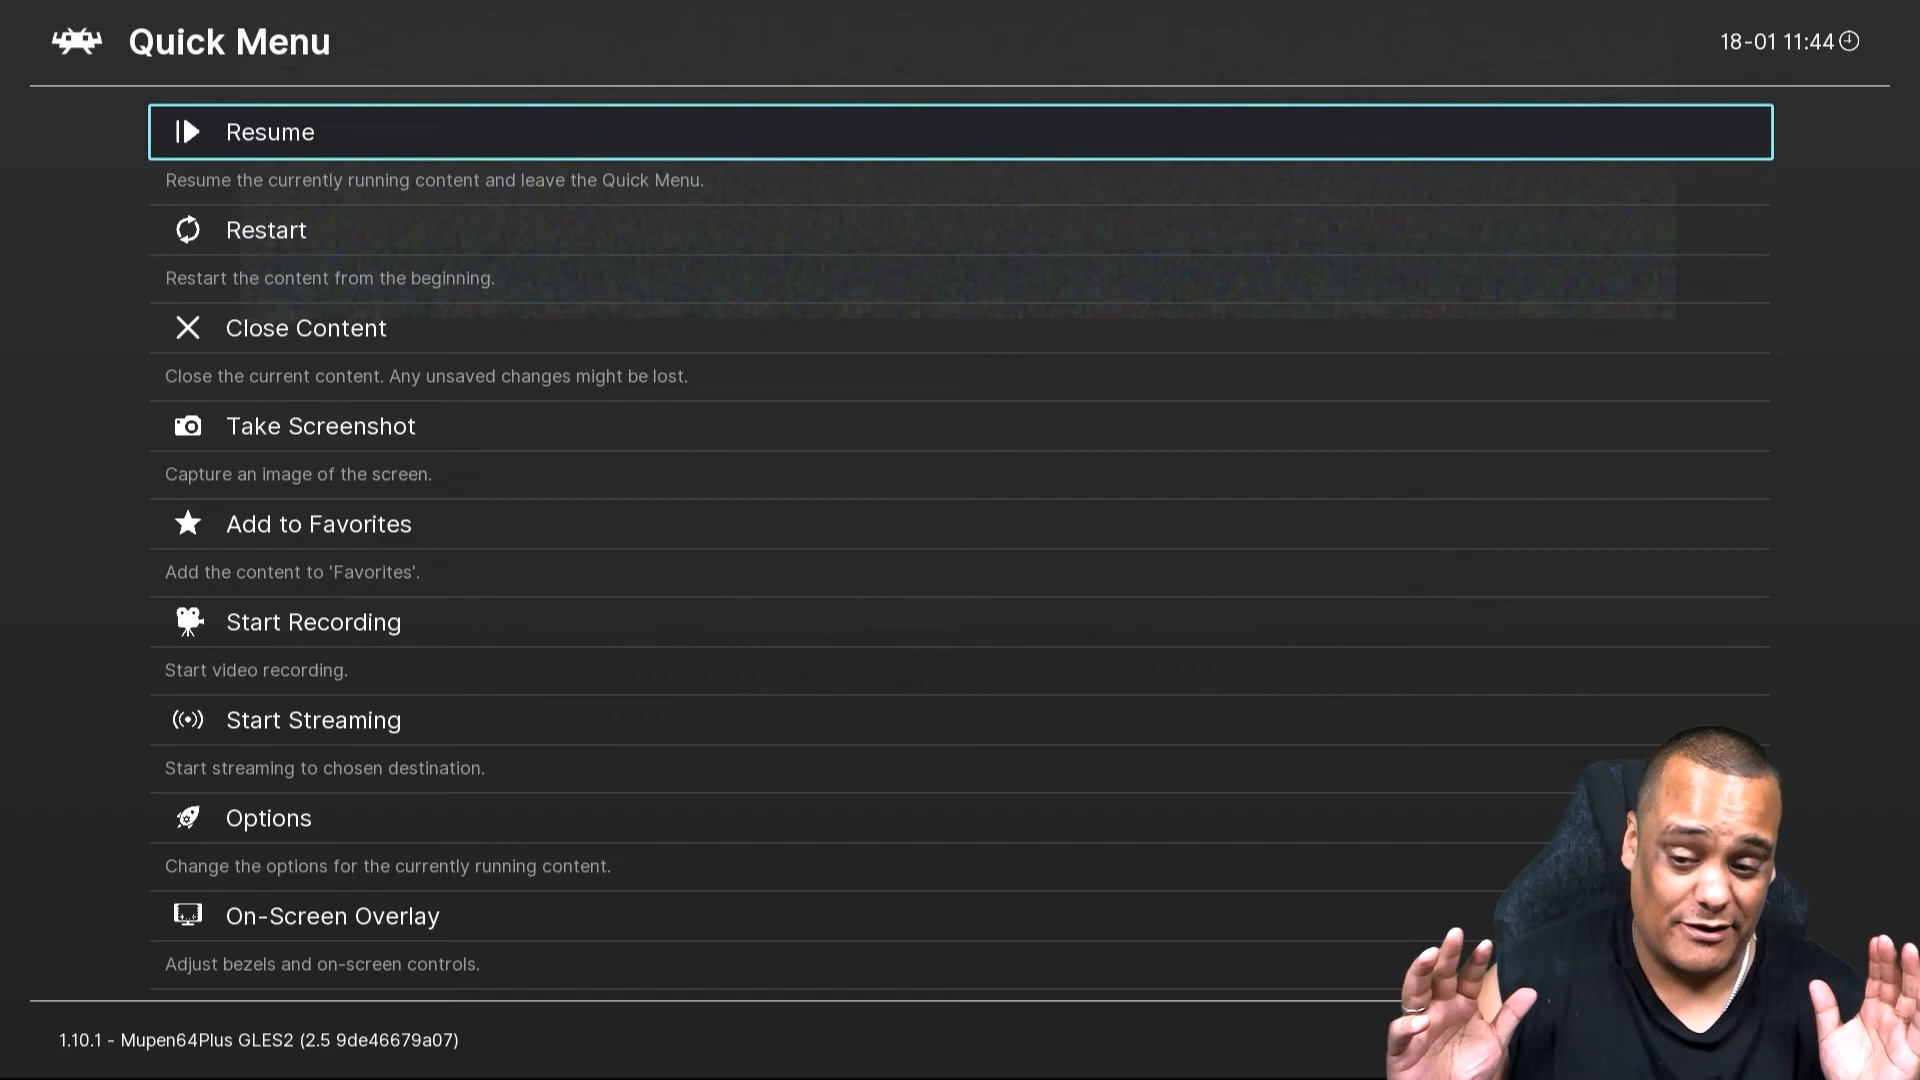 Quick Menu
18-01 11:44
Resume
Resume the currently running content and leave the Quick Menu.
Restart
Restart the content from the beginning.
Close Content
Close the current content. Any unsaved changes might be lost.
Take Screenshot
Capture an image of the screen.
Add to Favorites
Add the content to 'Favorites'.
Start Recording
Start video recording.
Start Streaming
Start streaming to chosen destination.
Options
Change the options for the currently running content.
On-Screen Overlay
Adjust bezels and on-screen controls.
1.10.1 - Mupen64Plus GLES2 (2.5 9de46679a07)